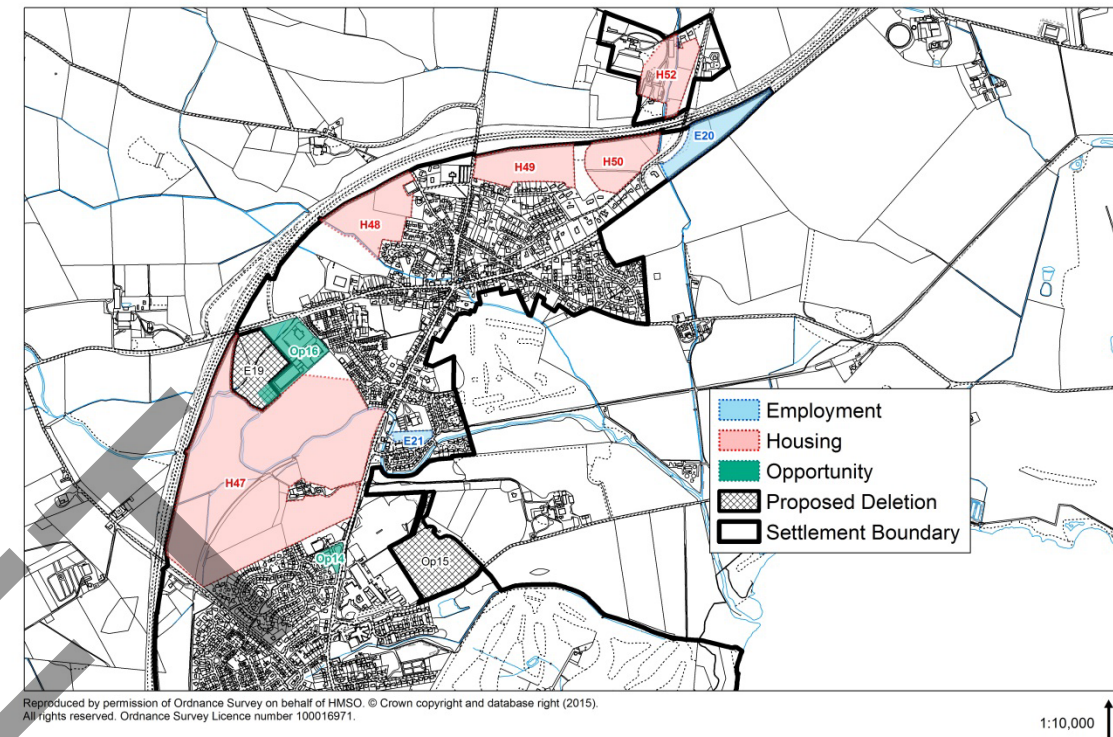 H52
E20
H49
H50
H48
Op16
E19
E21
H47
Op14
Op15
Employment
Housing
Opportunity
Proposed Deletion
Settlement Boundary
Reproduced by permission of Ordnance Survey on behalf of HMSO. © Crown copyright and database right (2015).
All rights reserved. Ordnance Survey Licence number 100016971.
1:10,000